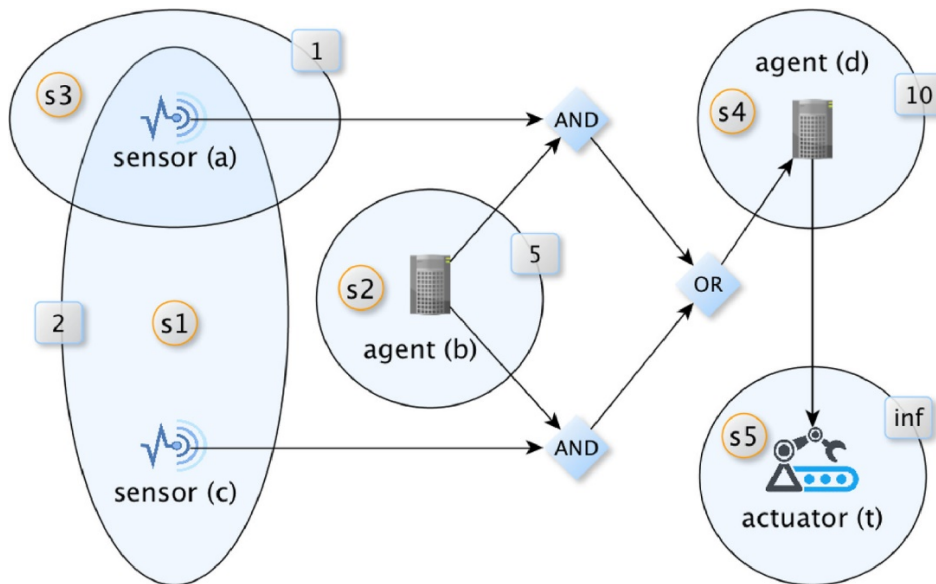 1
s3
sensor (a)
AND
agent (d)
s4
10
5
s2
agent (b)
OR
2
s1
sensor (c)
AND
inf
s5
actuator (t)